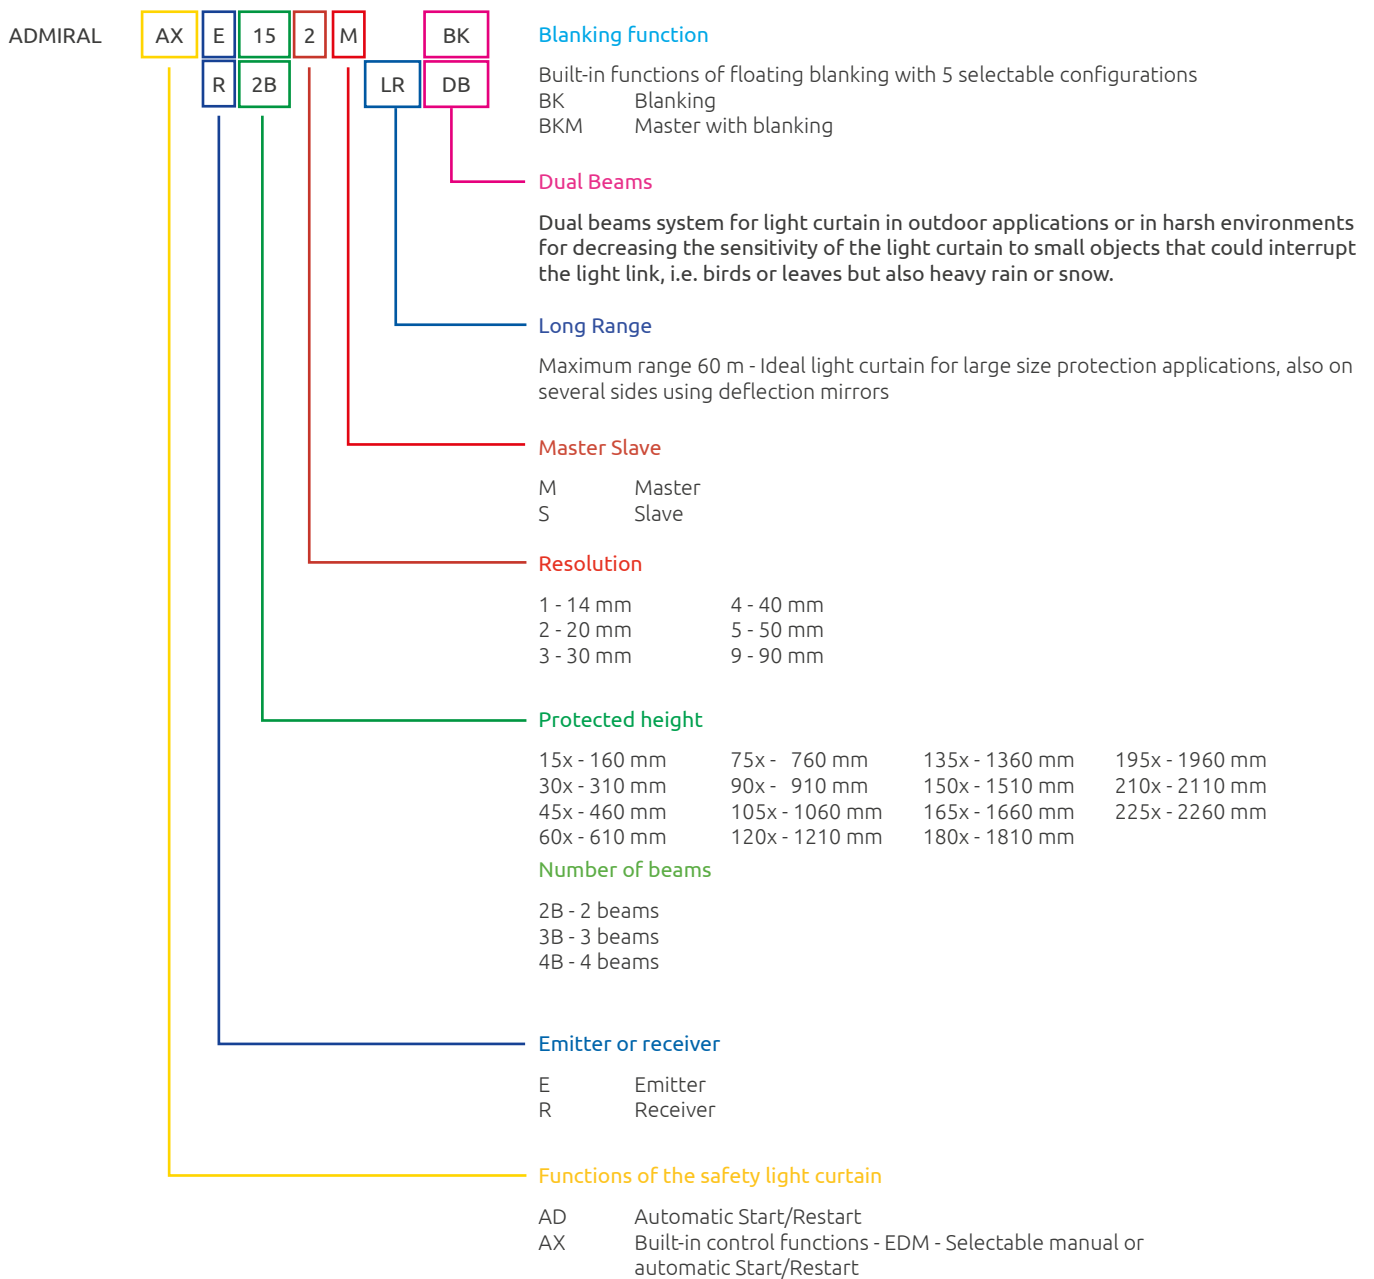 ADMIRAL AX E 15 2 M BK
R 2B LR DB
Blanking function
Built-in functions of floating blanking with 5 selectable configurations
BK Blanking
BKM Master with blanking
Dual Beams
Dual beams system for light curtain in outdoor applications or in harsh environments
for decreasing the sensitivity of the light curtain to small objects that could interrupt
the light link, i.e. birds or leaves but also heavy rain or snow.
Long Range
Maximum range 60 m - Ideal light curtain for large size protection applications, also on
several sides using deflection mirrors
Master Slave
M Master
S Slave
Resolution
1 - 14 mm 4 - 40 mm
2 - 20 mm 5 - 50 mm
3 - 30 mm 9 - 90 mm
Protected height
15x - 160 mm 75x - 760 mm 135x - 1360 mm 195x - 1960 mm
30x - 310 mm 90x - 910 mm 150x - 1510 mm 210x - 2110 mm
45x - 460 mm 105x - 1060 mm 165x - 1660 mm 225x - 2260 mm
60x - 610 mm 120x - 1210 mm 180x - 1810 mm
Number of beams
2B - 2 beams
3B - 3 beams
4B - 4 beams
Emitter or receiver
E Emitter
R Receiver
Functions of the safety light curtain
AD Automatic Start/Restart
AX Built-in control functions - EDM - Selectable manual or
automatic Start/Restart